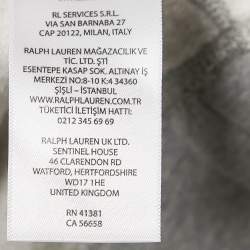 RL SERVICES S.R.L.
VIA SAN BARNABA 27
CAP 20122, MILAN, ITALY
RALPH LAUREN MAĞAZACILIK VE
TİC. LTD. ŞTİ
ESENTEPE KASAP SOK. ALTINAY İŞ
MERKEZİ NO:8-10 K:4 34360
ŞİŞLİ - İSTANBUL
WWW.RALPHLAUREN.COM/
RALPHLAUREN.COM.TR
TÜKETİCİ İLETİŞİM HATTI :
0212 345 69 69
RALPH LAUREN UK LTD.
SENTINEL HOUSE
46 CLARENDON RD
WATFORD, HERTFORDSHIRE
WD17 1HE
UNITED KINGDOM
RN 41381
CA 56658